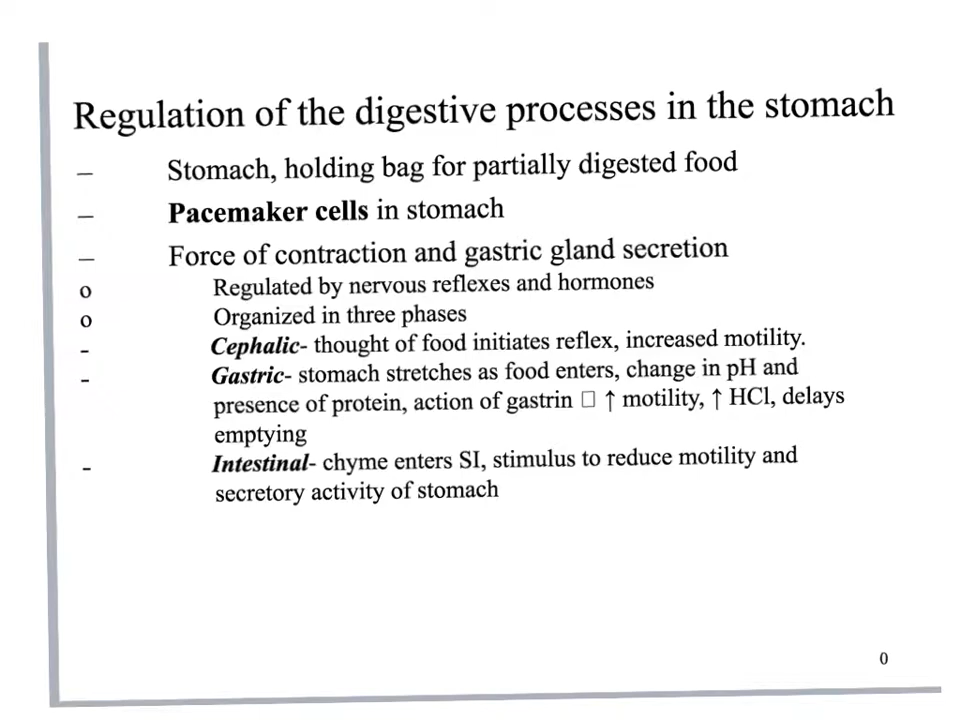 Regulation of the digestive processes in the stomach
– Stomach, holding bag for partially digested food
– Pacemaker cells in stomach
– Force of contraction and gastric gland secretion
o Regulated by nervous reflexes and hormones
o Organized in three phases
- Cephalic- thought of food initiates reflex, increased motility.
- Gastric- stomach stretches as food enters, change in pH and
presence of protein, action of gastrin □ ↑ motility, ↑ HCl, delays
emptying
- Intestinal- chyme enters SI, stimulus to reduce motility and
secretory activity of stomach
0